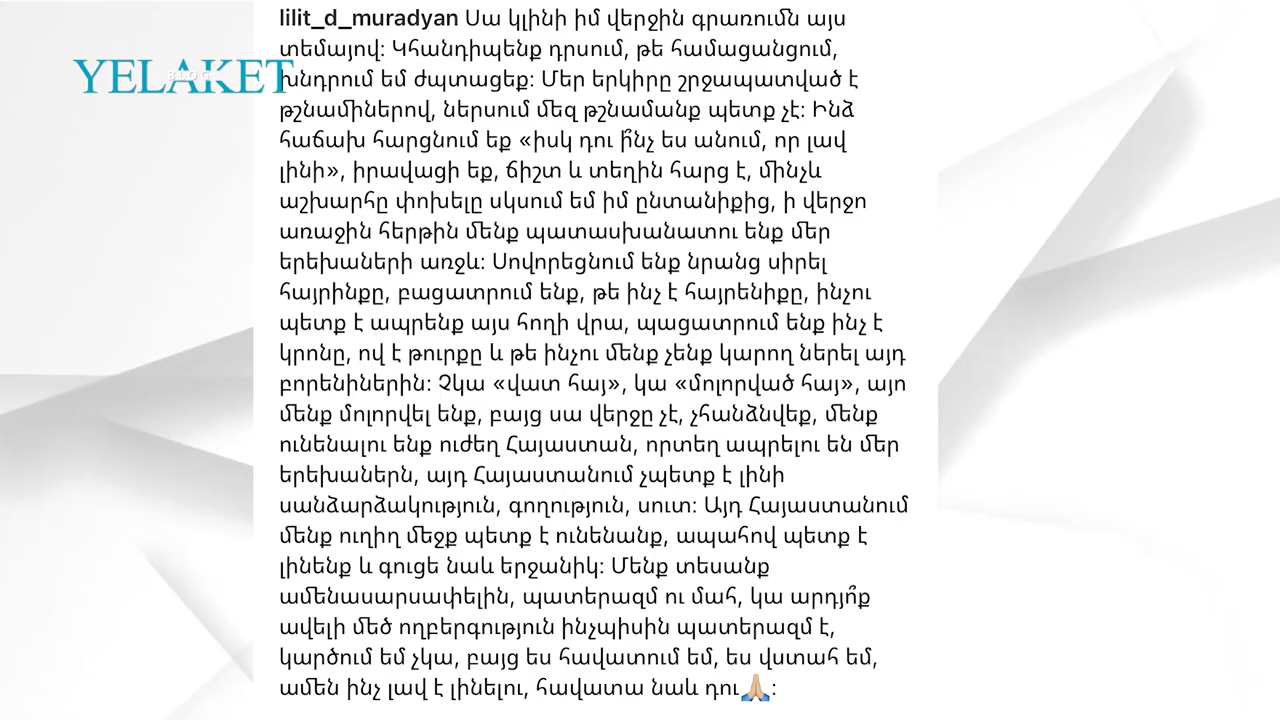 lilit_d_muradyan Սա կլինի իմ վերջին գրառումն այս
տեմայով։ Կհանդիպենք դրսում, թե համացանցում,
YELAKET
BLOG
խնդրում եմ ժպտացեք։ Մեր երկիրը շրջապատված է
թշնամիներով, ներսում մեզ թշնամանք պետք չէ։ Ինձ
հաճախ հարցնում եք «իսկ դու ի՞նչ ես անում, որ լավ
լինի», իրավացի եք, ճիշտ և տեղին հարց է, մինչև
աշխարհը փոխելը սկսում եմ իմ ընտանիքից, ի վերջո
առաջին հերթին մենք պատասխանատու ենք մեր
երեխաների առջև։ Սովորեցնում ենք նրանց սիրել
հայրինքը, բացատրում ենք, թե ինչ է հայրենիքը, ինչու
պետք է ապրենք այս հողի վրա, պացատրում ենք ինչ է
կրոնը, ով է թուրքը և թե ինչու մենք չենք կարող ներել այդ
բորենիներին։ Չկա «վատ հայ», կա «մոլորված հայ», այո
մենք մոլորվել ենք, բայց սա վերջը չէ, չհանձնվեք, մենք
ունենալու ենք ուժեղ Հայաստան, որտեղ ապրելու են մեր
երեխաներն, այդ Հայաստանում չպետք է լինի
սանձարձակություն, գողություն, սուտ։ Այդ Հայաստանում
մենք ուղիղ մեջք պետք է ունենանք, ապահով պետք է
լինենք և գուցե նաև երջանիկ։ Մենք տեսանք
ամենասարսափելին, պատերազմ ու մահ, կա արդյո՞ք
ավելի մեծ ողբերգություն ինչպիսին պատերազմ է,
կարծում եմ չկա, բայց ես հավատում եմ, ես վստահ եմ,
ամեն ինչ լավ է լինելու, հավատա նաև դու🙏🏼։